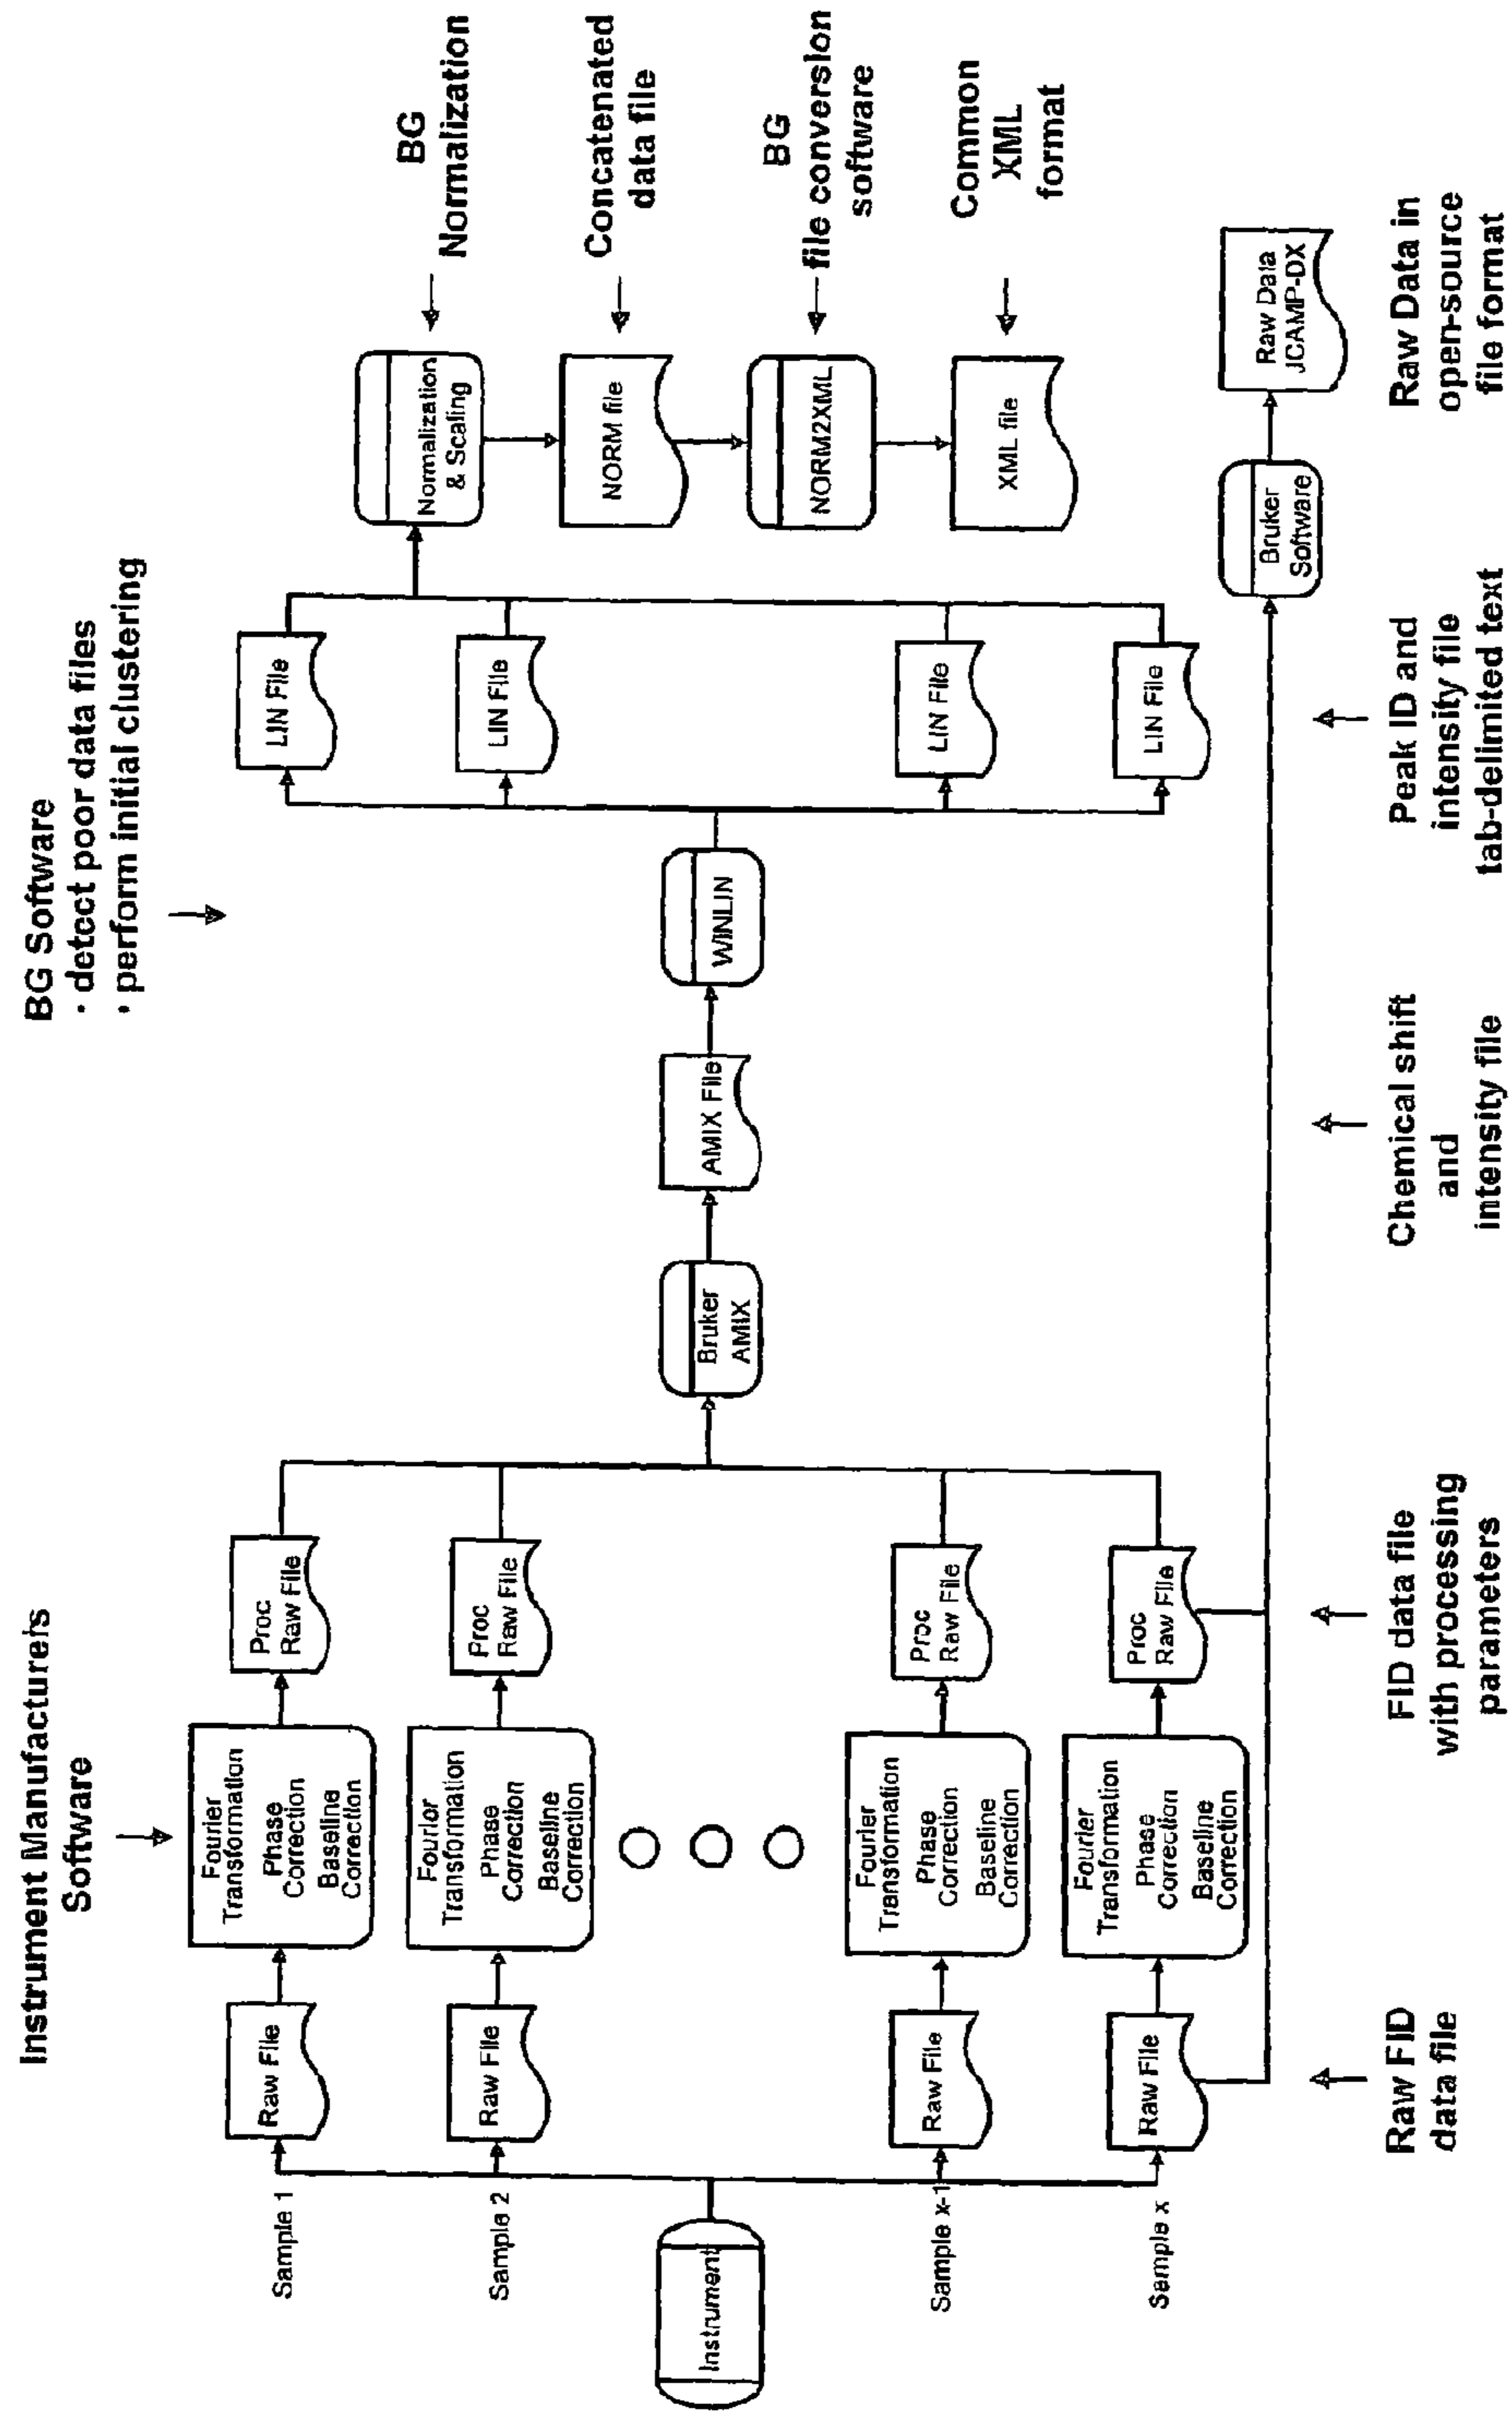 Instrument Manufacturer's
Software
BG Software
· detect poor data files
· perform initial clustering
BG
Normalization
Concatenated
data file
BG
file conversion
software
Common
XML
format
Instrument
Sample 1
Raw File
Fourier
Transformation
Phase
Correction
Baseline
Correction
Proc
Raw File
Sample 2
Raw File
Fourier
Transformation
Phase
Correction
Baseline
Correction
Proc
Raw File
Sample x-1
Raw File
Fourier
Transformation
Phase
Correction
Baseline
Correction
Proc
Raw File
Sample x
Raw File
Fourier
Transformation
Phase
Correction
Baseline
Correction
Proc
Raw File
Bruker
AMIX
AMIX File
WINLIN
LIN File
LIN File
LIN File
LIN File
Normalization
& Scaling
NORM file
NORM2XML
XML file
Bruker
Software
Raw Data
JCAMP-DX
Raw FID
data file
FID data file
with processing
parameters
Chemical shift
and
intensity file
Peak ID and
intensity file
tab-delimited text
Raw Data in
open-source
file format